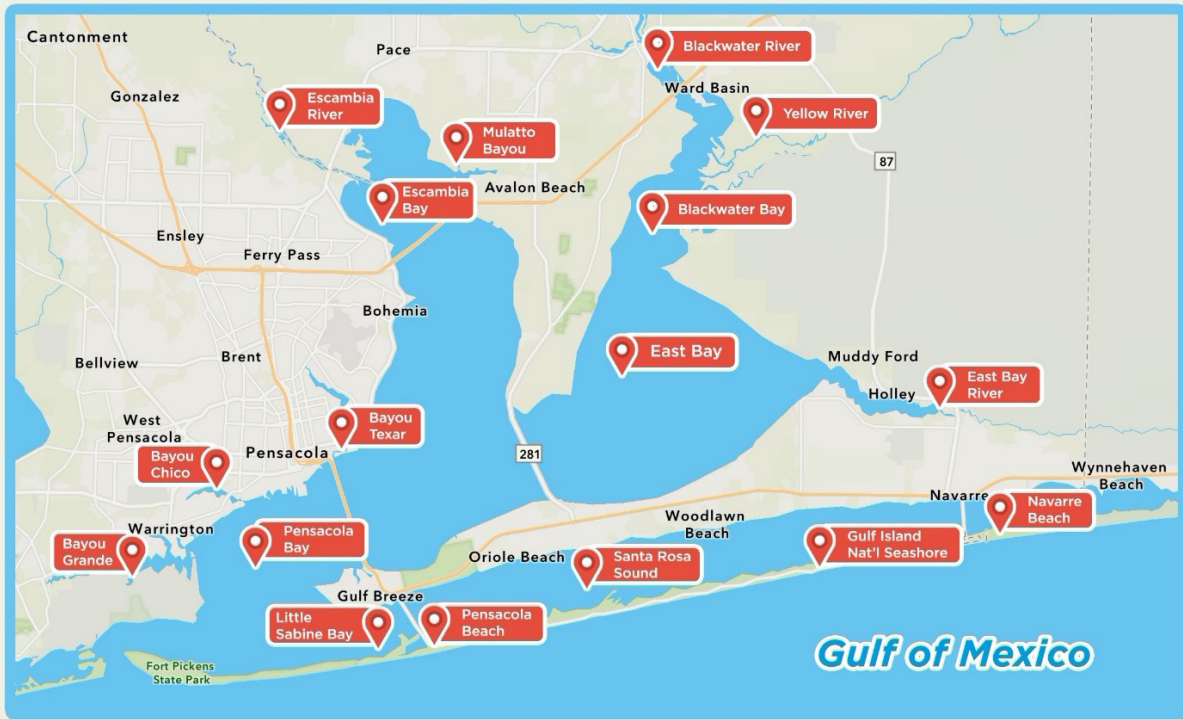 Cantonment
Pace
Blackwater River
Ward Basin
Gonzalez
Escambia
River
Yellow River
Mulatto
Bayou
87
Avalon Beach
Escambia
Bay
Blackwater Bay
Ensley
Ferry Pass
Bohemia
Bellview
Brent
East Bay
Muddy Ford
East Bay
River
Holley
West
Pensacola
Bayou
Texar
Bayou
Chico
Pensacola
281
Wynnehaven
Beach
Navarre
Navarre
Beach
Warrington
Pensacola
Bay
Woodlawn
Beach
Gulf Island
Nat'l Seashore
Bayou
Grande
Oriole Beach
Santa Rosa
Sound
Gulf Breeze
Little
Sabine Bay
Pensacola
Beach
Fort Pickens
State Park
Gulf of Mexico